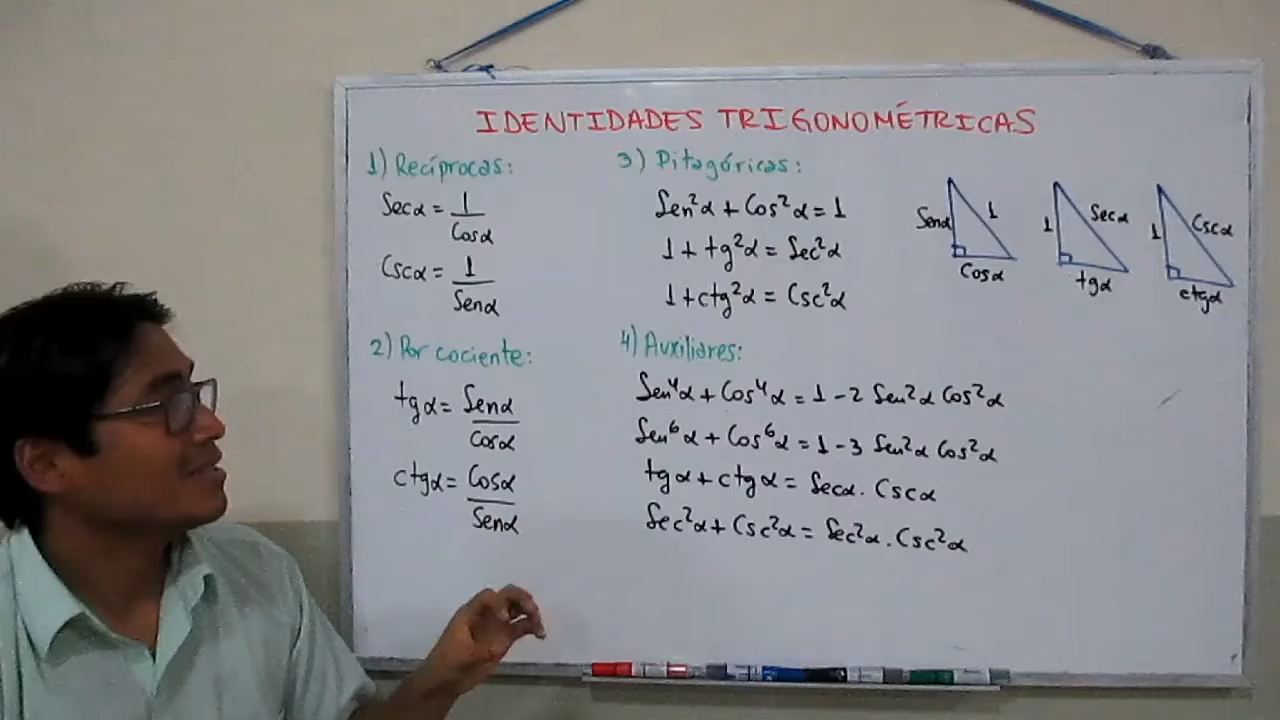 IDENTIDADES TRIGONOMÉTRICAS
1) Recíprocas:
Secα = 1/Cosα
Cscα = 1/Senα
2) Por cociente:
tgα = Senα/Cosα
ctgα = Cosα/Senα
3) Pitagóricas:
Sen²α + Cos²α = 1
1 + tg²α = Sec²α
1 + ctg²α = Csc²α
4) Auxiliares:
Sen⁴α + Cos⁴α = 1 - 2 Sen²α Cos²α
Sen⁶α + Cos⁶α = 1 - 3 Sen²α Cos²α
tgα + ctgα = Secα . Cscα
Sec²α + Csc²α = Sec²α . Csc²α
Senα 1
Cosα
1 Secα
tgα
1 Cscα
ctgα